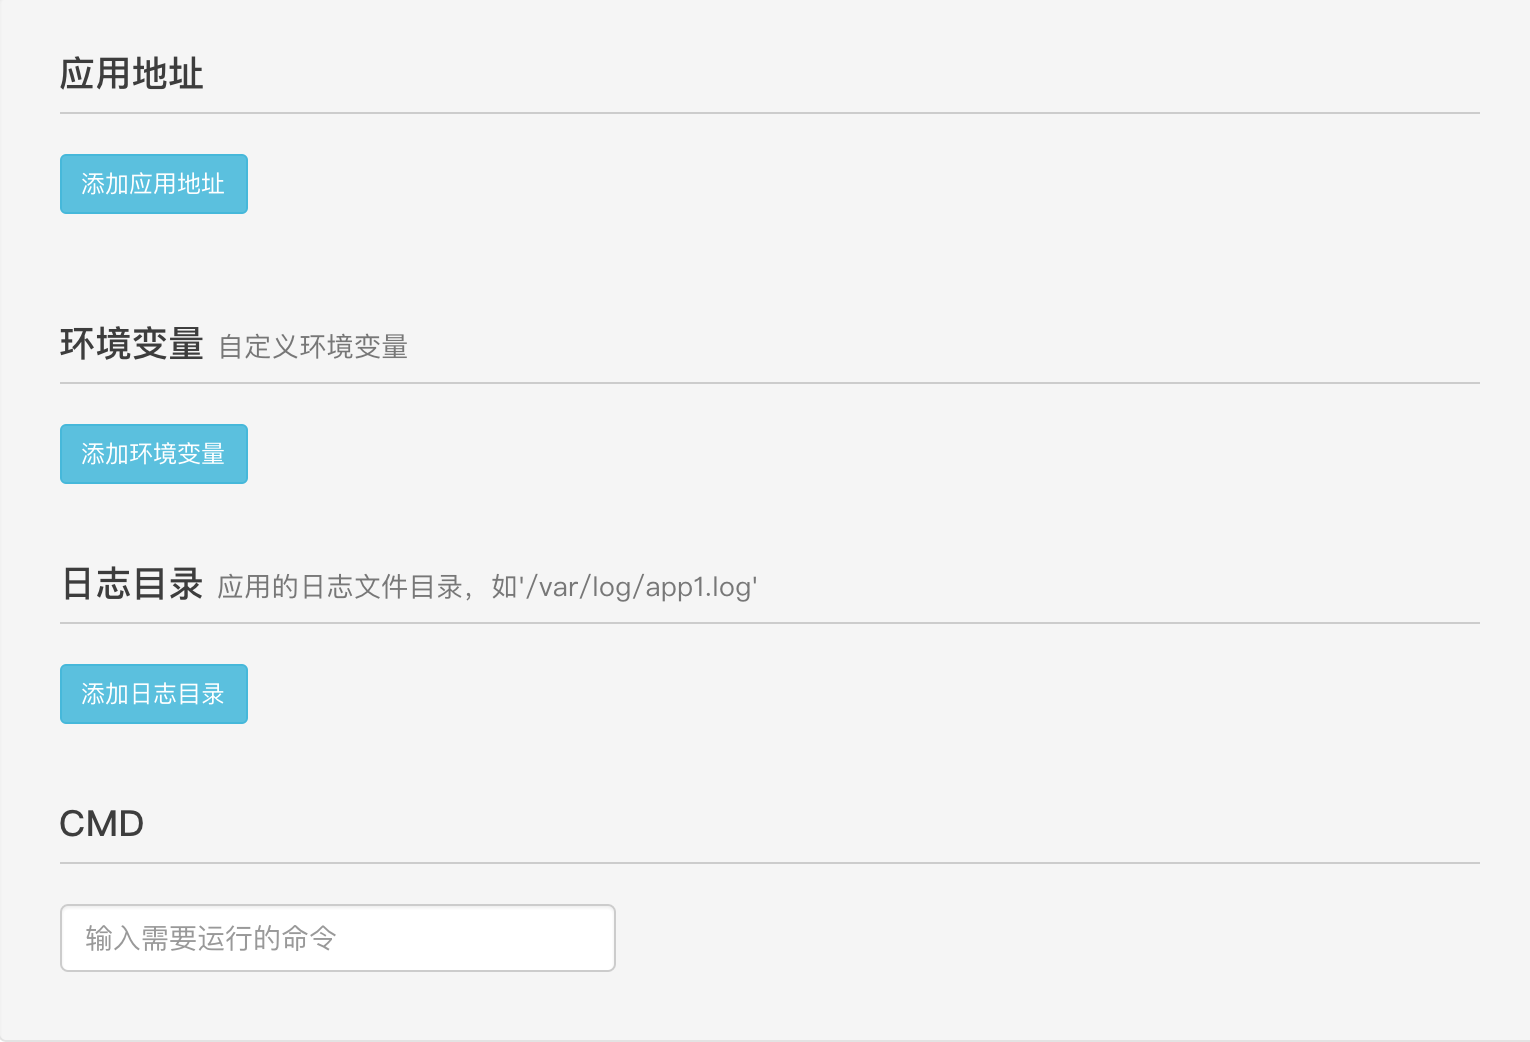 应用地址
添加应用地址
环境变量 自定义环境变量
添加环境变量
日志目录 应用的日志文件目录，如'/var/log/app1.log'
添加日志目录
CMD
输入需要运行的命令